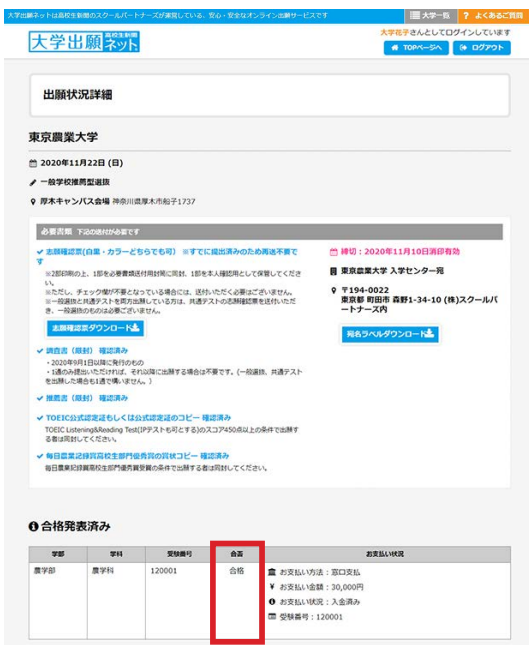 大学出願ネットは高校生新聞のスクールパートナーズが運営している、安心・安全なオンライン出願サービスです
大学一覧
? よくあるご質問
大学出願ネット
高校生新聞
大学花子さんとしてログインしています
TOPページへ
ログアウト
出願状況詳細
東京農業大学
2020年11月22日 (日)
一般学校推薦型選抜
厚木キャンパス会場 神奈川県厚木市船子1737
必要書類 下記の送付が必要です
志願確認票(白黒・カラーどちらでも可) ※すでに提出済みのため再送不要です
※2部印刷の上、1部を必要書類送付用封筒に同封、1部を本人確認用として保管してください。
※ただし、チェック欄が不要となっている場合には、送付いただく必要はございません。
※一般選抜と共通テストを両方出願している方は、共通テストの志願確認票を送付いただき、一般選抜のものは必要ございません。
志願確認票ダウンロード
調査書(厳封) 確認済み
・2020年9月1日以降に発行のもの
・1通のみ提出いただければ、それ以降に出願する場合は不要です。(一般選抜、共通テストを出願した場合も1通で構いません。)
推薦書(厳封) 確認済み
TOEIC公式認定証もしくは公式認定証のコピー 確認済み
TOEIC Listening&Reading Test(IPテストも可とする)のスコア450点以上の条件で出願する者は同封してください。
毎日農業記録賞高校生部門優秀賞の賞状コピー 確認済み
毎日農業記録賞高校生部門優秀賞受賞の条件で出願する者は同封してください。
締切:2020年11月10日消印有効
東京農業大学 入学センター宛
〒194-0022
東京都 町田市 森野1-34-10 (株)スクールパートナーズ内
宛名ラベルダウンロード
合格発表済み
学部 学科 受験番号 合否 お支払い状況
農学部 農学科 120001 合格 お支払い方法:窓口支払
¥ お支払い金額:30,000円
お支払い状況:入金済み
受験番号:120001